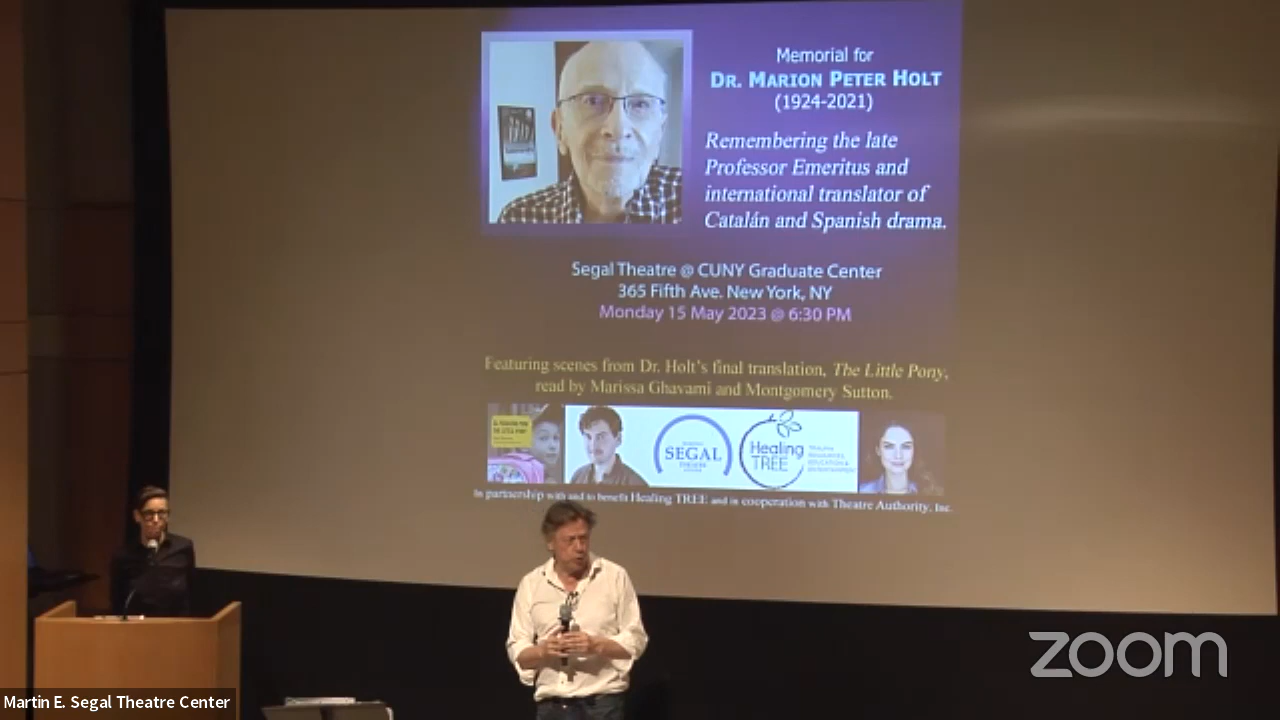 Memorial for
DR. MARION PETER HOLT
(1924-2021)
Remembering the late
Professor Emeritus and
international translator of
Catalán and Spanish drama.
Segal Theatre @ CUNY Graduate Center
365 Fifth Ave. New York, NY
Monday 15 May 2023 @ 6:30 PM
Featuring scenes from Dr. Holt's final translation, The Little Pony,
read by Marissa Ghavami and Montgomery Sutton.
SEGAL
THEATRE
Healing
TREE
In partnership with and to benefit Healing TREE and in cooperation with Theatre Authority, Inc.
zoom
Martin E. Segal Theatre Center